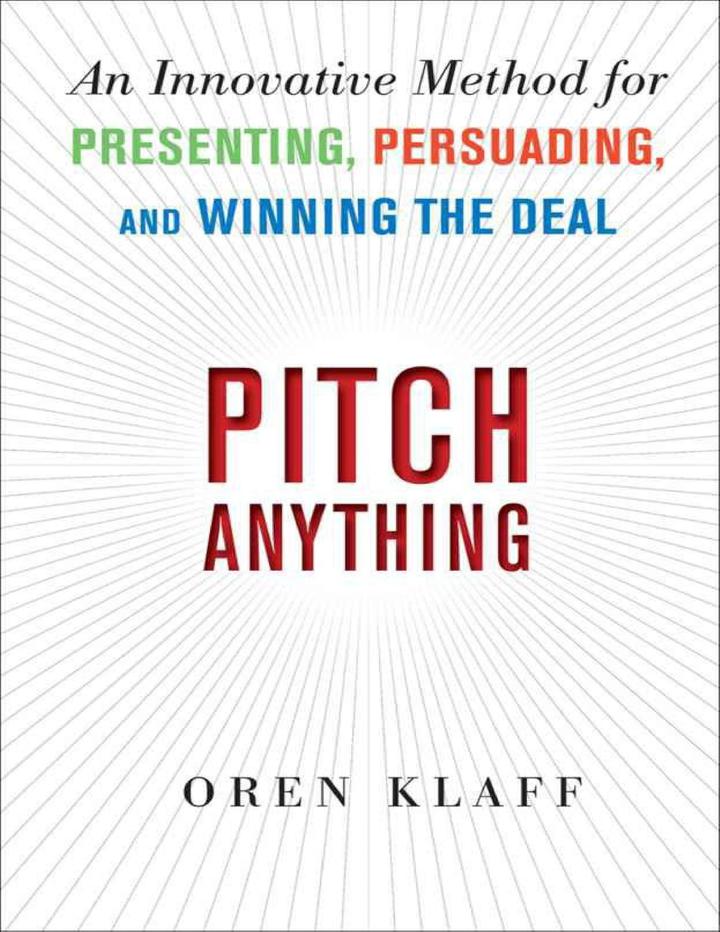 An Innovative Method for
PRESENTING, PERSUADING,
AND WINNING THE DEAL
PITCH
ANYTHING
OREN KLAFF